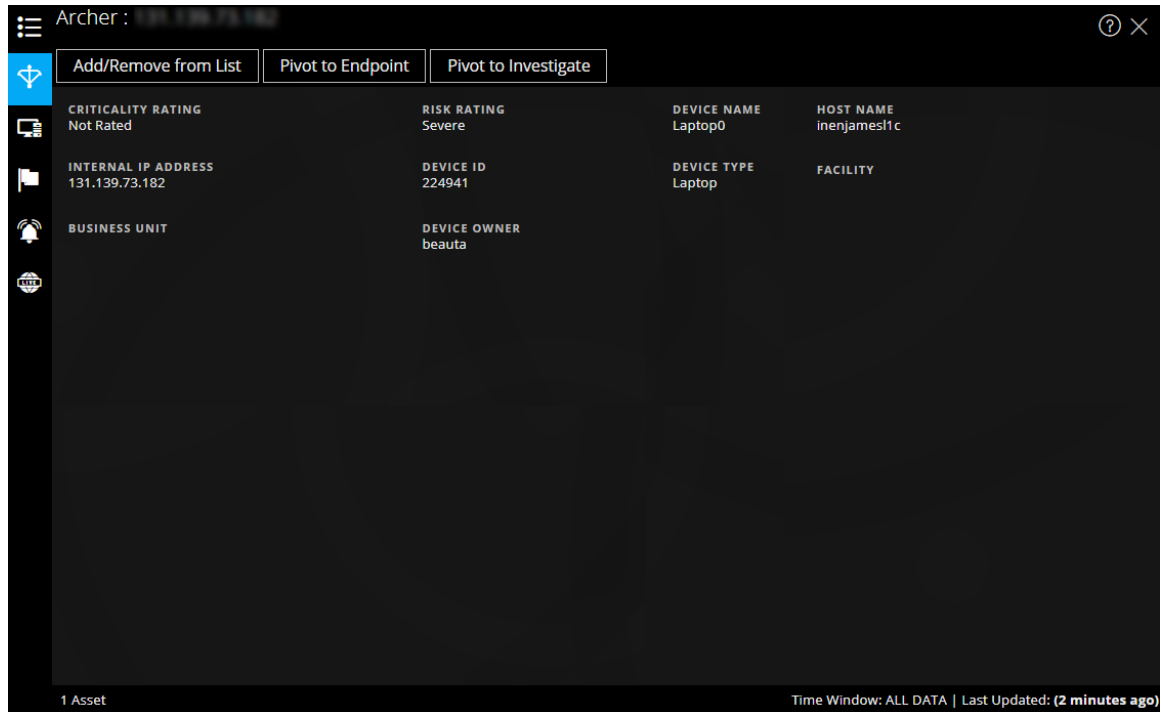 Archer :
Add/Remove from List Pivot to Endpoint Pivot to Investigate
CRITICALITY RATING RISK RATING DEVICE NAME HOST NAME
Not Rated Severe Laptop0 inenjamesl1c
INTERNAL IP ADDRESS DEVICE ID DEVICE TYPE FACILITY
131.139.73.182 224941 Laptop
BUSINESS UNIT DEVICE OWNER
beauta
LIVE
1 Asset Time Window: ALL DATA | Last Updated: (2 minutes ago)